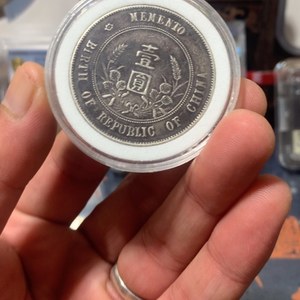 MEMENTO
BIRTH OF REPUBLIC OF CHINA
壹
圓